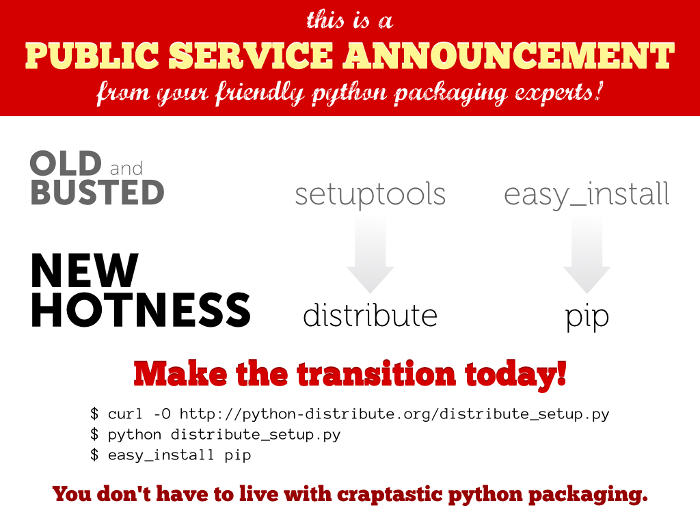 this is a
PUBLIC SERVICE ANNOUNCEMENT
from your friendly python packaging experts!
OLD and
BUSTED
setuptools
easy_install
NEW
HOTNESS
distribute
pip
Make the transition today!
$ curl -O http://python-distribute.org/distribute_setup.py
$ python distribute_setup.py
$ easy_install pip
You don't have to live with craptastic python packaging.